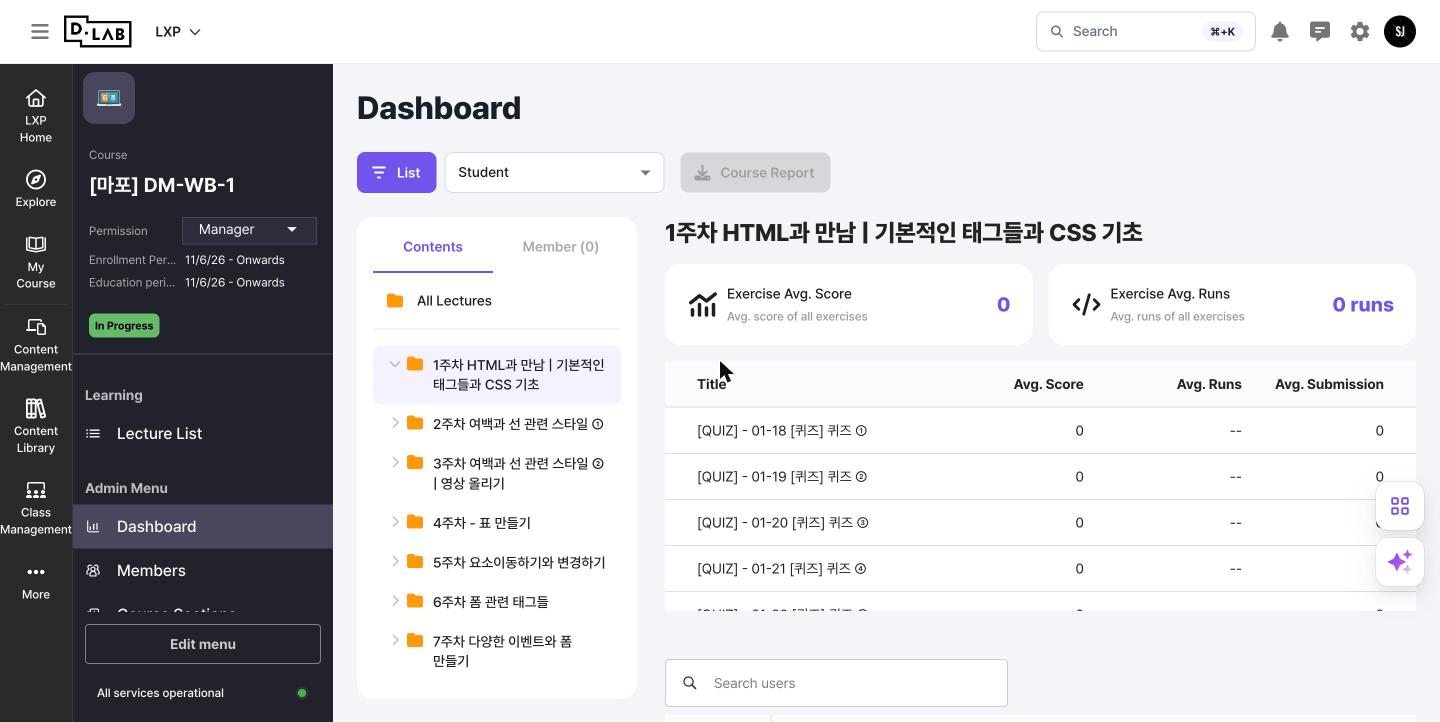 D·LAB
LXP
Search
⌘+K
SJ
LXP
Home
Explore
My
Course
Content
Management
Content
Library
Class
Management
More
Course
[마포] DM-WB-1
Permission
Manager
Enrollment Per... 11/6/26 - Onwards
Education peri... 11/6/26 - Onwards
In Progress
Learning
Lecture List
Admin Menu
Dashboard
Members
Course Sections
Edit menu
All services operational
Dashboard
List
Student
Course Report
Contents
Member (0)
All Lectures
1주차 HTML과 만남 | 기본적인
태그들과 CSS 기초
2주차 여백과 선 관련 스타일 ①
3주차 여백과 선 관련 스타일 ②
| 영상 올리기
4주차 - 표 만들기
5주차 요소이동하기와 변경하기
6주차 폼 관련 태그들
7주차 다양한 이벤트와 폼
만들기
1주차 HTML과 만남 | 기본적인 태그들과 CSS 기초
Exercise Avg. Score
Avg. score of all exercises
0
Exercise Avg. Runs
Avg. runs of all exercises
0 runs
Title Avg. Score Avg. Runs Avg. Submission
[QUIZ] - 01-18 [퀴즈] 퀴즈 ① 0 -- 0
[QUIZ] - 01-19 [퀴즈] 퀴즈 ② 0 -- 0
[QUIZ] - 01-20 [퀴즈] 퀴즈 ③ 0 --
[QUIZ] - 01-21 [퀴즈] 퀴즈 ④ 0 --
Search users